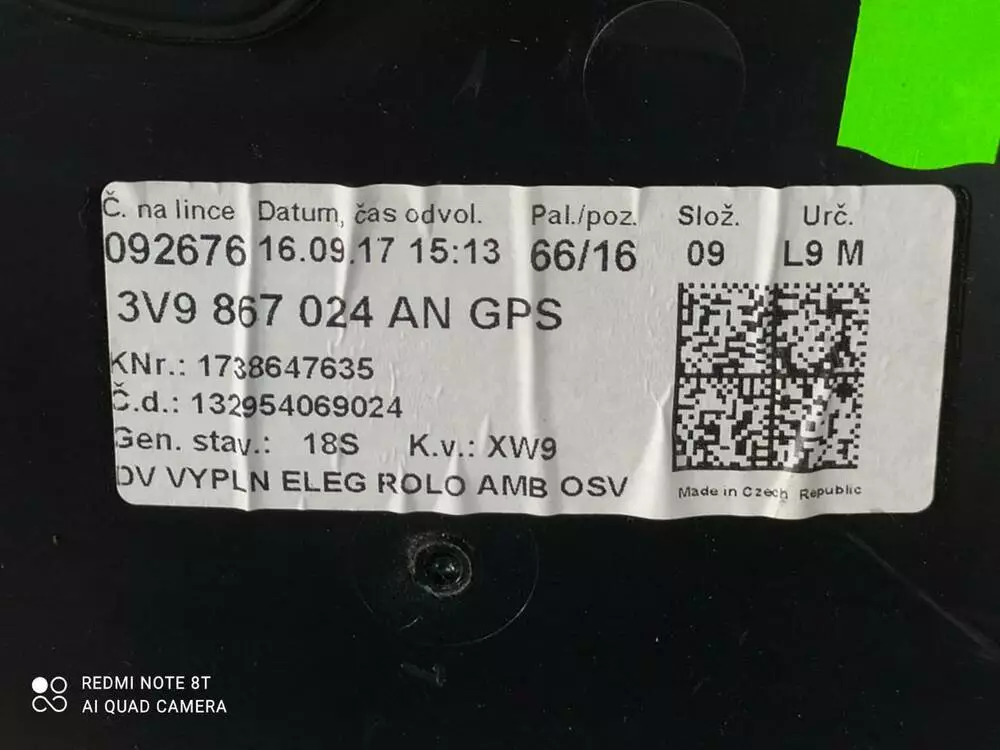 Č. na lince Datum, čas odvol. Pal./poz. Slož. Urč.
092676 16.09.17 15:13 66/16 09 L9 M
3V9 867 024 AN GPS
KNr.: 1738647635
Č.d.: 132954069024
Gen. stav.: 18S K.v.: XW9
DV VYPLN ELEG ROLO AMB OSV
Made in Czech Republic
REDMI NOTE 8T
AI QUAD CAMERA